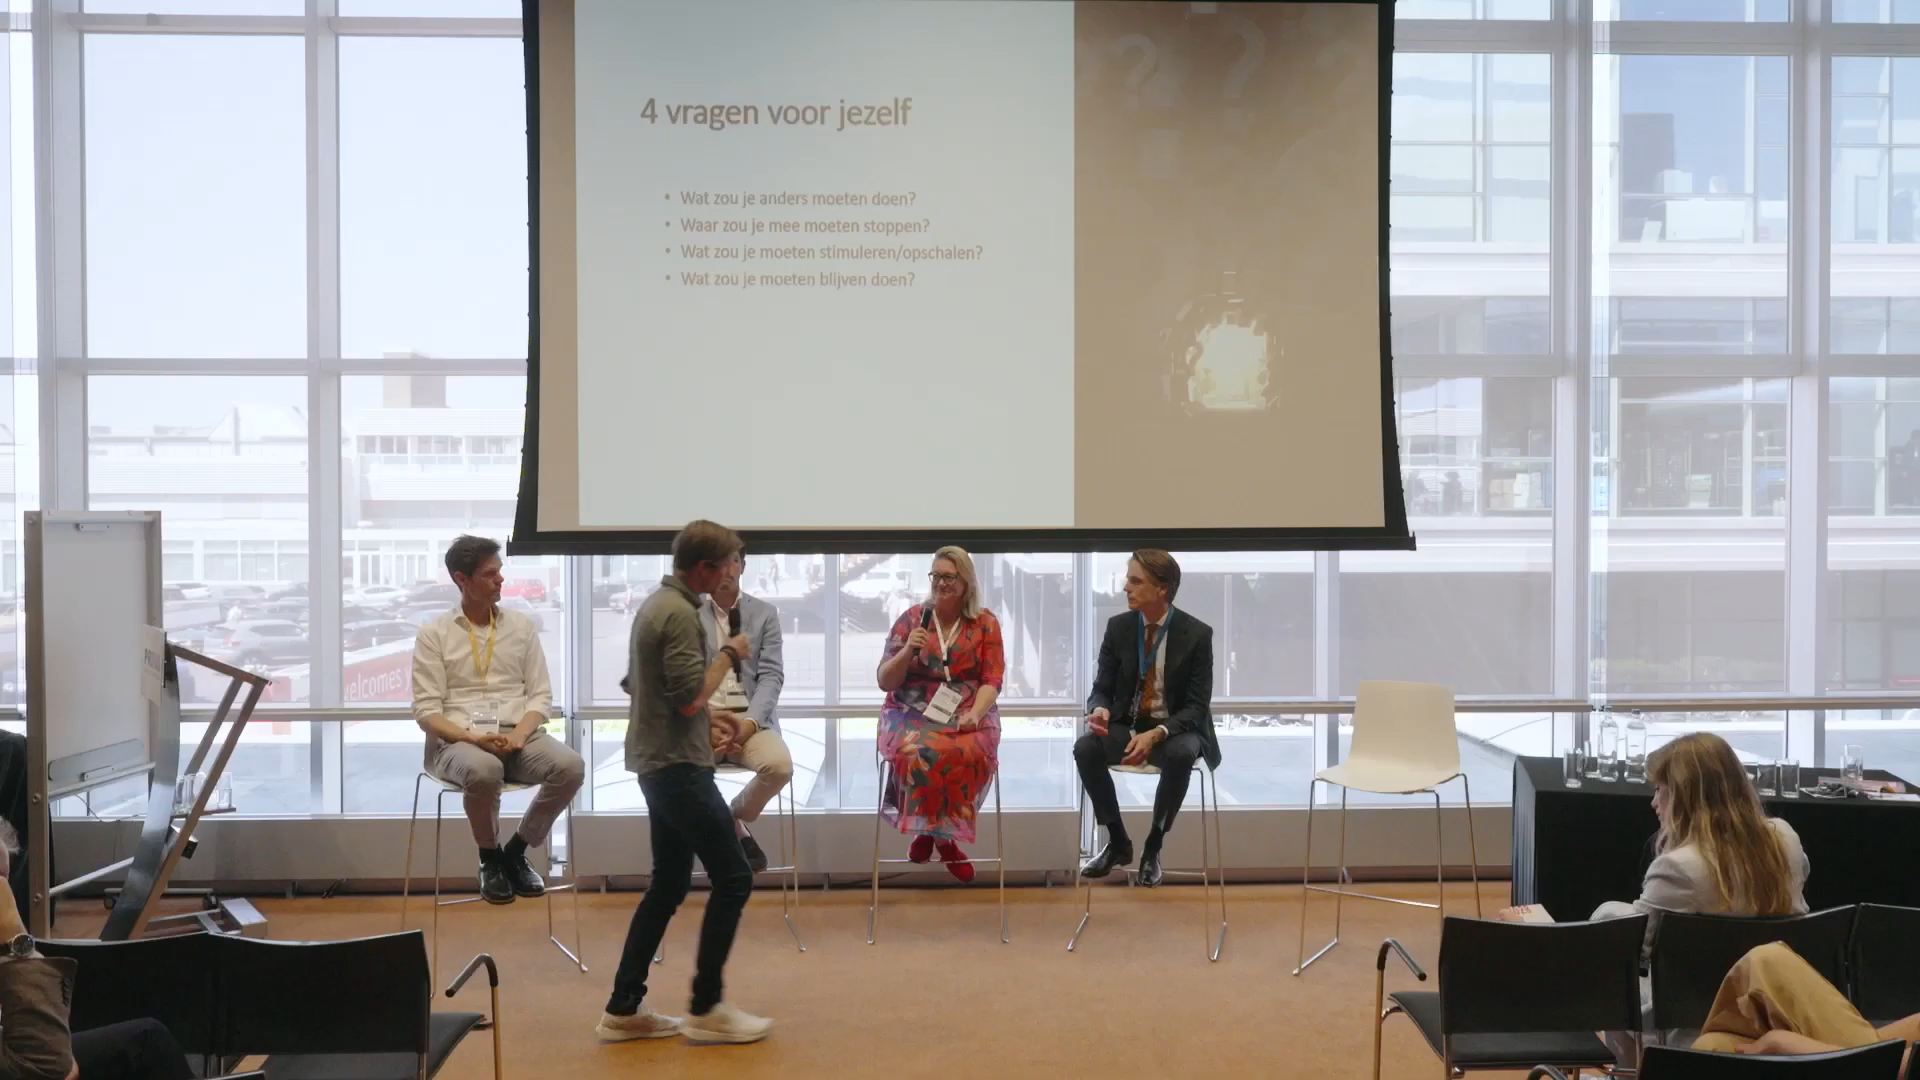 4 vragen voor jezelf
• Wat zou je anders moeten doen?
• Waar zou je mee moeten stoppen?
• Wat zou je moeten stimuleren/opschalen?
• Wat zou je moeten blijven doen?